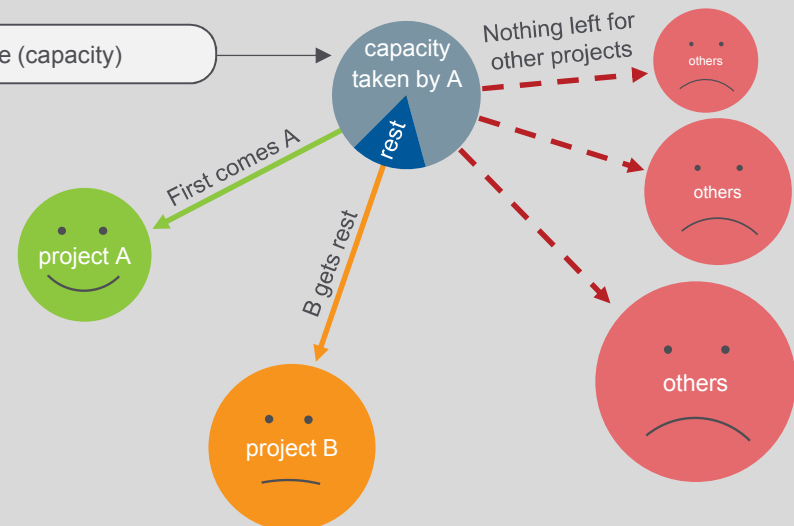 e (capacity)
capacity
taken by A
rest
Nothing left for
other projects
others
others
others
First comes A
project A
B gets rest
project B